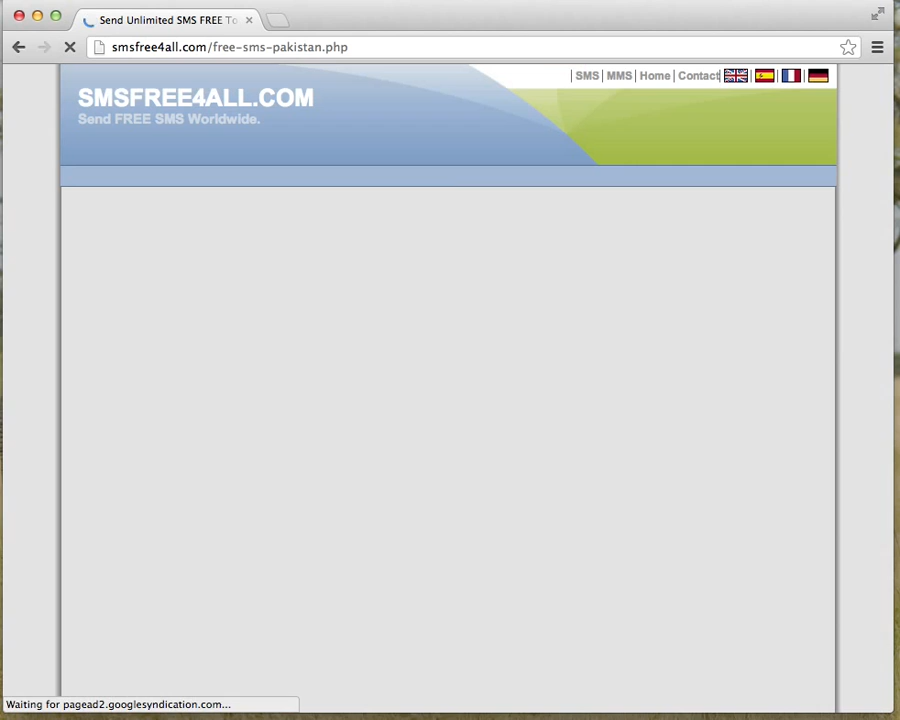 Send Unlimited SMS FREE To
smsfree4all.com/free-sms-pakistan.php
SMS MMS Home Contact
SMSFREE4ALL.COM
Send FREE SMS Worldwide.
Waiting for pagead2.googlesyndication.com...